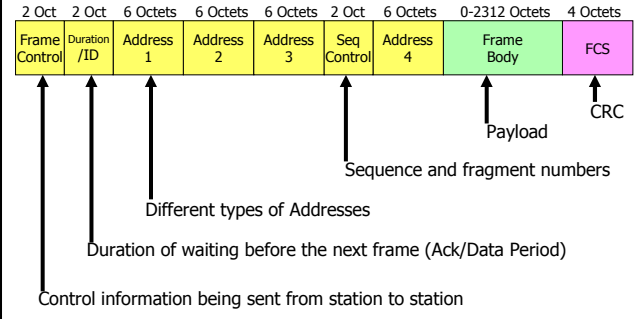 2 Oct 2 Oct 6 Octets 6 Octets 6 Octets 2 Oct 6 Octets 0-2312 Octets 4 Octets
Frame Control Duration /ID Address 1 Address 2 Address 3 Seq Control Address 4 Frame Body FCS
CRC
Payload
Sequence and fragment numbers
Different types of Addresses
Duration of waiting before the next frame (Ack/Data Period)
Control information being sent from station to station